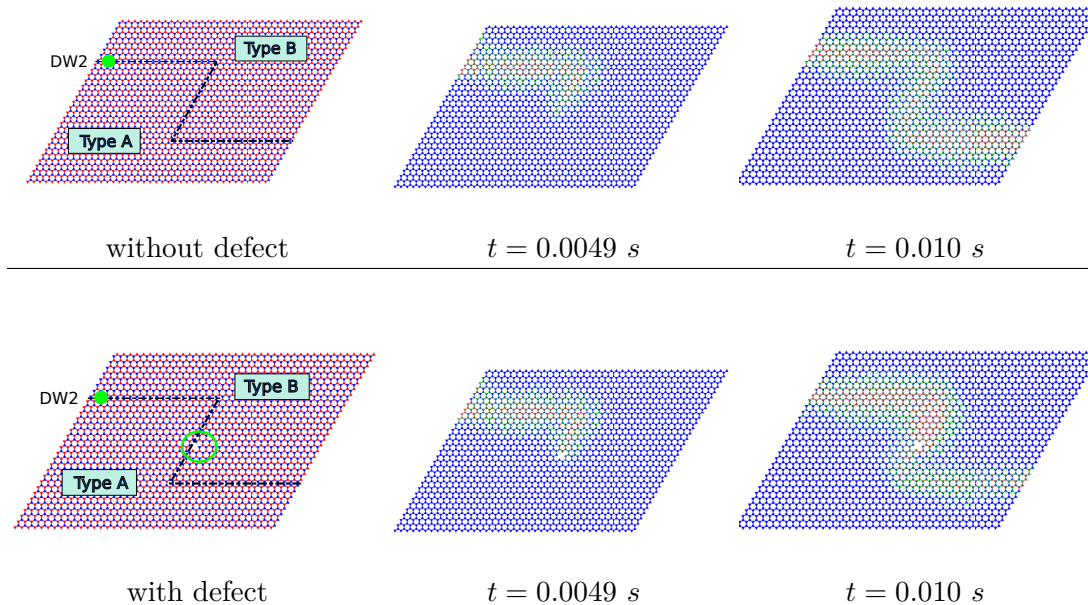 Type B
DW2
Type A
without defect
t = 0.0049 s
t = 0.010 s
Type B
DW2
Type A
with defect
t = 0.0049 s
t = 0.010 s